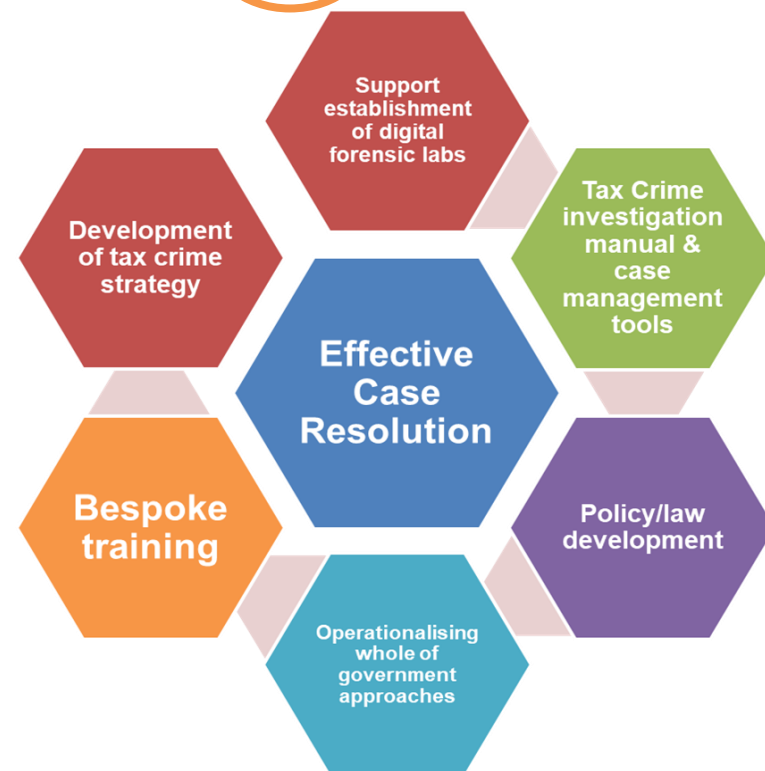 Support
establishment
of digital
forensic labs
Tax Crime
investigation
manual &
case
management
tools
Development
of tax crime
strategy
Effective
Case
Resolution
Bespoke
training
Policy/law
development
Operationalising
whole of
government
approaches